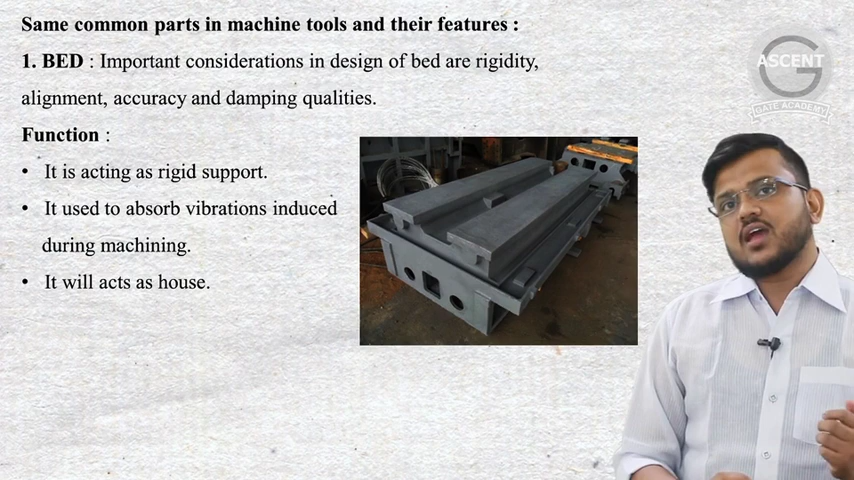 Same common parts in machine tools and their features :
1. BED : Important considerations in design of bed are rigidity,
alignment, accuracy and damping qualities.
Function :
• It is acting as rigid support.
• It used to absorb vibrations induced
during machining.
• It will acts as house.
ASCENT
GATE ACADEMY